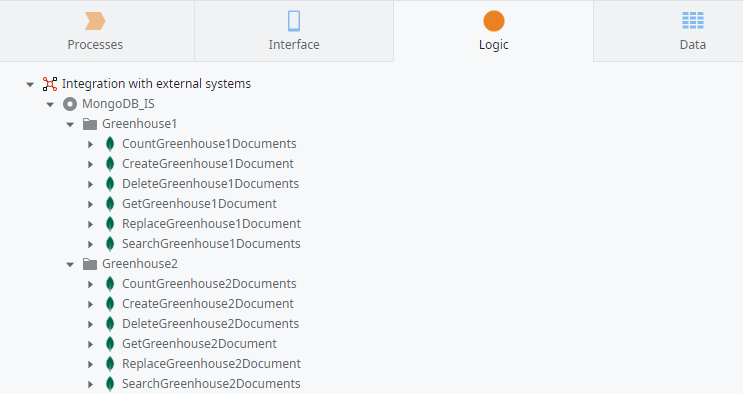 Processes
Interface
Logic
Data
Integration with external systems
MongoDB_IS
Greenhouse1
CountGreenhouse1Documents
CreateGreenhouse1Document
DeleteGreenhouse1Documents
GetGreenhouse1Document
ReplaceGreenhouse1Document
SearchGreenhouse1Documents
Greenhouse2
CountGreenhouse2Documents
CreateGreenhouse2Document
DeleteGreenhouse2Documents
GetGreenhouse2Document
ReplaceGreenhouse2Document
SearchGreenhouse2Documents